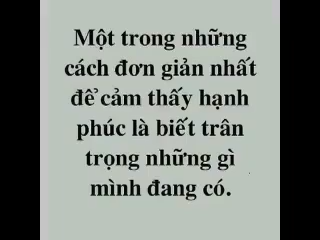 Một trong những
cách đơn giản nhất
để cảm thấy hạnh
phúc là biết trân
trọng những gì
mình đang có.